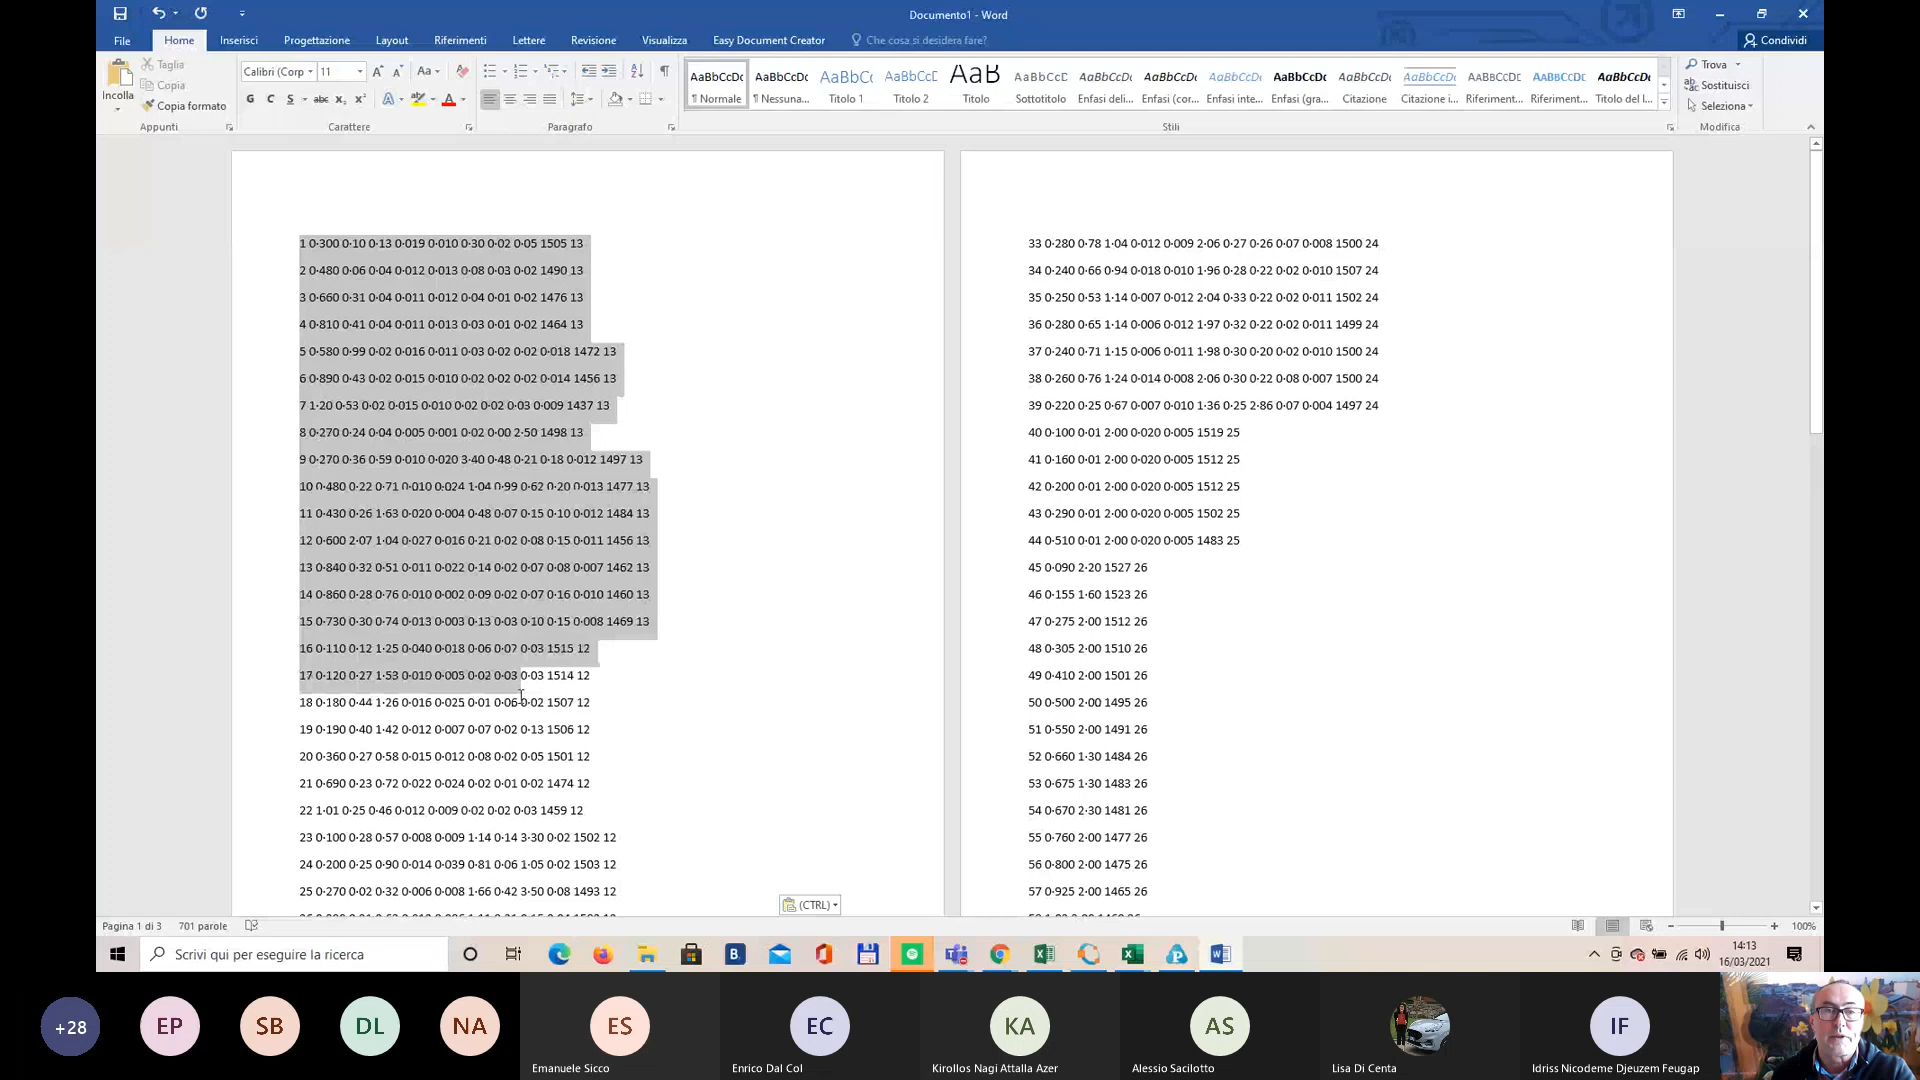 Documento1 - Word
File Home Inserisci Progettazione Layout Riferimenti Lettere Revisione Visualizza Easy Document Creator Che cosa si desidera fare? Condividi
Incolla
Taglia
Copia
Copia formato
Appunti
Calibri (Corp 11
Carattere
Paragrafo
AaBbCcDc AaBbCcDc AaBbCc AaBbCcD AaB AaBbCcD AaBbCcDc AaBbCcDc AaBbCcDc AaBbCcDc AaBbCcDc AaBbCcDc AABBCCDC AABBCCDC AaBbCcDc
¶ Normale ¶ Nessuna... Titolo 1 Titolo 2 Titolo Sottotitolo Enfasi deli... Enfasi (cor... Enfasi inte... Enfasi (gra... Citazione Citazione i... Riferiment... Riferiment... Titolo del l...
Stili
Trova
Sostituisci
Seleziona
Modifica
1 0·300 0·10 0·13 0·019 0·010 0·30 0·02 0·05 1505 13
2 0·480 0·06 0·04 0·012 0·013 0·08 0·03 0·02 1490 13
3 0·660 0·31 0·04 0·011 0·012 0·04 0·01 0·02 1476 13
4 0·810 0·41 0·04 0·011 0·013 0·03 0·01 0·02 1464 13
5 0·580 0·99 0·02 0·016 0·011 0·03 0·02 0·02 0·018 1472 13
6 0·890 0·43 0·02 0·015 0·010 0·02 0·02 0·02 0·014 1456 13
7 1·20 0·53 0·02 0·015 0·010 0·02 0·02 0·03 0·009 1437 13
8 0·270 0·24 0·04 0·005 0·001 0·02 0·00 2·50 1498 13
9 0·270 0·36 0·59 0·010 0·020 3·40 0·48 0·21 0·18 0·012 1497 13
10 0·480 0·22 0·71 0·010 0·024 1·04 0·99 0·62 0·20 0·013 1477 13
11 0·430 0·26 1·63 0·020 0·004 0·48 0·07 0·15 0·10 0·012 1484 13
12 0·600 2·07 1·04 0·027 0·016 0·21 0·02 0·08 0·15 0·011 1456 13
13 0·840 0·32 0·51 0·011 0·022 0·14 0·02 0·07 0·08 0·007 1462 13
14 0·860 0·28 0·76 0·010 0·002 0·09 0·02 0·07 0·16 0·010 1460 13
15 0·730 0·30 0·74 0·013 0·003 0·13 0·03 0·10 0·15 0·008 1469 13
16 0·110 0·12 1·25 0·040 0·018 0·06 0·07 0·03 1515 12
17 0·120 0·27 1·53 0·010 0·005 0·02 0·03 0·03 1514 12
18 0·180 0·44 1·26 0·016 0·025 0·01 0·06 0·02 1507 12
19 0·190 0·40 1·42 0·012 0·007 0·07 0·02 0·13 1506 12
20 0·360 0·27 0·58 0·015 0·012 0·08 0·02 0·05 1501 12
21 0·690 0·23 0·72 0·022 0·024 0·02 0·01 0·02 1474 12
22 1·01 0·25 0·46 0·012 0·009 0·02 0·02 0·03 1459 12
23 0·100 0·28 0·57 0·008 0·009 1·14 0·14 3·30 0·02 1502 12
24 0·200 0·25 0·90 0·014 0·039 0·81 0·06 1·05 0·02 1503 12
25 0·270 0·02 0·32 0·006 0·008 1·66 0·42 3·50 0·08 1493 12
33 0·280 0·78 1·04 0·012 0·009 2·06 0·27 0·26 0·07 0·008 1500 24
34 0·240 0·66 0·94 0·018 0·010 1·96 0·28 0·22 0·02 0·010 1507 24
35 0·250 0·53 1·14 0·007 0·012 2·04 0·33 0·22 0·02 0·011 1502 24
36 0·280 0·65 1·14 0·006 0·012 1·97 0·32 0·22 0·02 0·011 1499 24
37 0·240 0·71 1·15 0·006 0·011 1·98 0·30 0·20 0·02 0·010 1500 24
38 0·260 0·76 1·24 0·014 0·008 2·06 0·30 0·22 0·08 0·007 1500 24
39 0·220 0·25 0·67 0·007 0·010 1·36 0·25 2·86 0·07 0·004 1497 24
40 0·100 0·01 2·00 0·020 0·005 1519 25
41 0·160 0·01 2·00 0·020 0·005 1512 25
42 0·200 0·01 2·00 0·020 0·005 1512 25
43 0·290 0·01 2·00 0·020 0·005 1502 25
44 0·510 0·01 2·00 0·020 0·005 1483 25
45 0·090 2·20 1527 26
46 0·155 1·60 1523 26
47 0·275 2·00 1512 26
48 0·305 2·00 1510 26
49 0·410 2·00 1501 26
50 0·500 2·00 1495 26
51 0·550 2·00 1491 26
52 0·660 1·30 1484 26
53 0·675 1·30 1483 26
54 0·670 2·30 1481 26
55 0·760 2·00 1477 26
56 0·800 2·00 1475 26
57 0·925 2·00 1465 26
(CTRL)
Pagina 1 di 3 701 parole 100%
Scrivi qui per eseguire la ricerca
14:13
16/03/2021
+28 EP SB DL NA ES EC KA AS IF
Emanuele Sicco Enrico Dal Col Kirollos Nagi Attalla Azer Alessio Sacilotto Lisa Di Centa Idriss Nicodeme Djeuzem Feugap